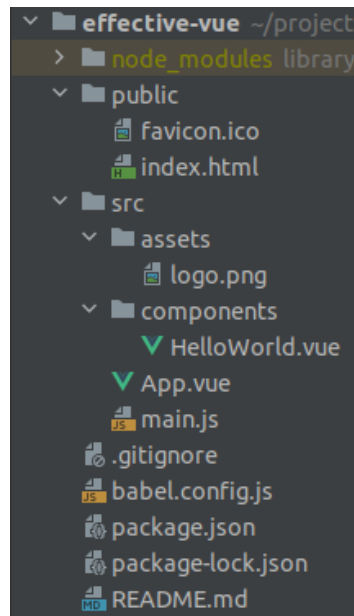 effective-vue ~/project
node_modules library
public
favicon.ico
index.html
src
assets
logo.png
components
HelloWorld.vue
App.vue
main.js
.gitignore
babel.config.js
package.json
package-lock.json
README.md